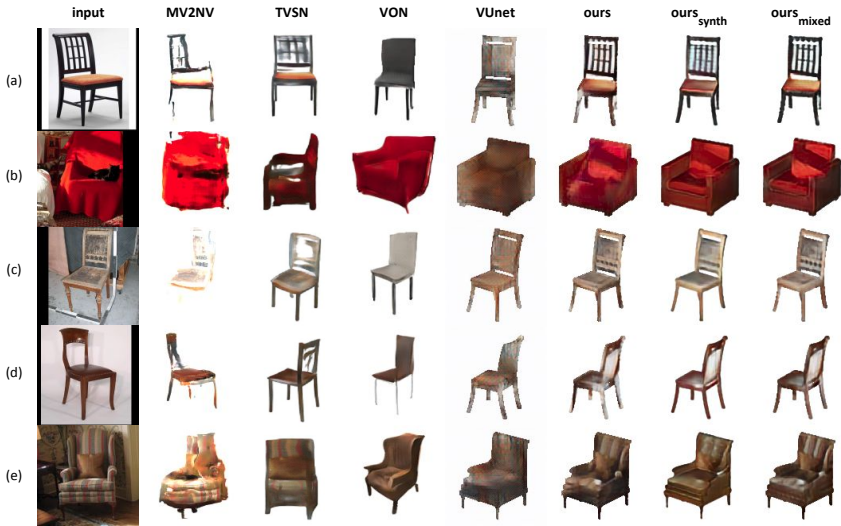 input MV2NV TVSN VON VUnet ours ours_synth ours_mixed
(a)
(b)
(c)
(d)
(e)